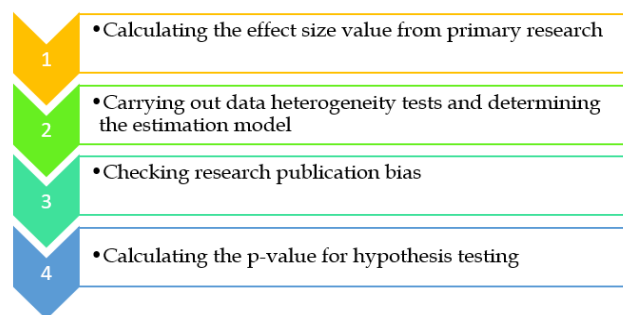 1
•Calculating the effect size value from primary research
2
•Carrying out data heterogeneity tests and determining
the estimation model
3
•Checking research publication bias
4
•Calculating the p-value for hypothesis testing